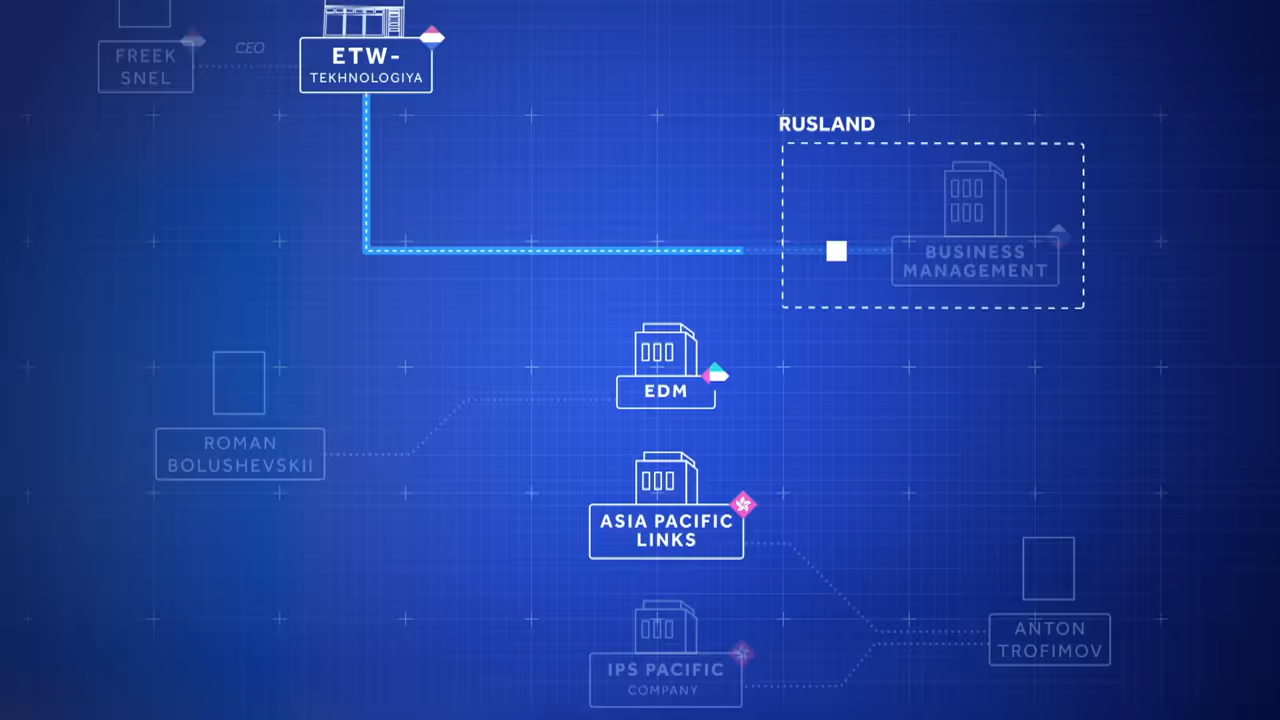 FREEK
SNEL
CEO
ETW-
TEKHNOLOGIYA
RUSLAND
BUSINESS
MANAGEMENT
EDM
ROMAN
BOLUSHEVSKII
ASIA PACIFIC
LINKS
ANTON
TROFIMOV
IPS PACIFIC
COMPANY